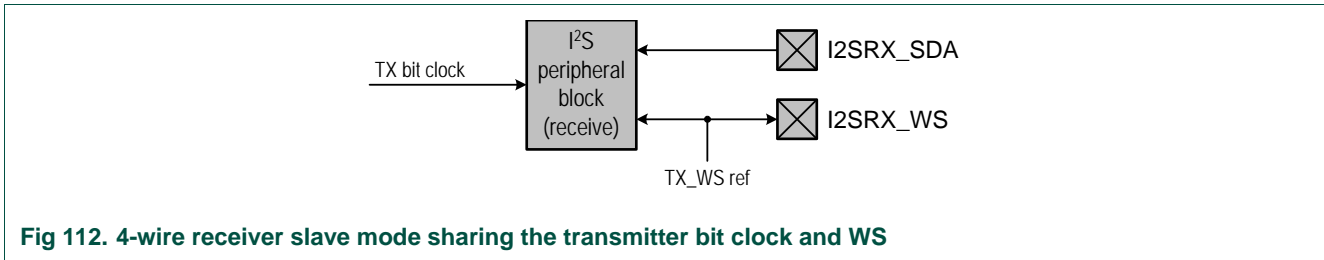 TX bit clock
I²S
peripheral
block
(receive)
I2SRX_SDA
I2SRX_WS
TX_WS ref
Fig 112. 4-wire receiver slave mode sharing the transmitter bit clock and WS